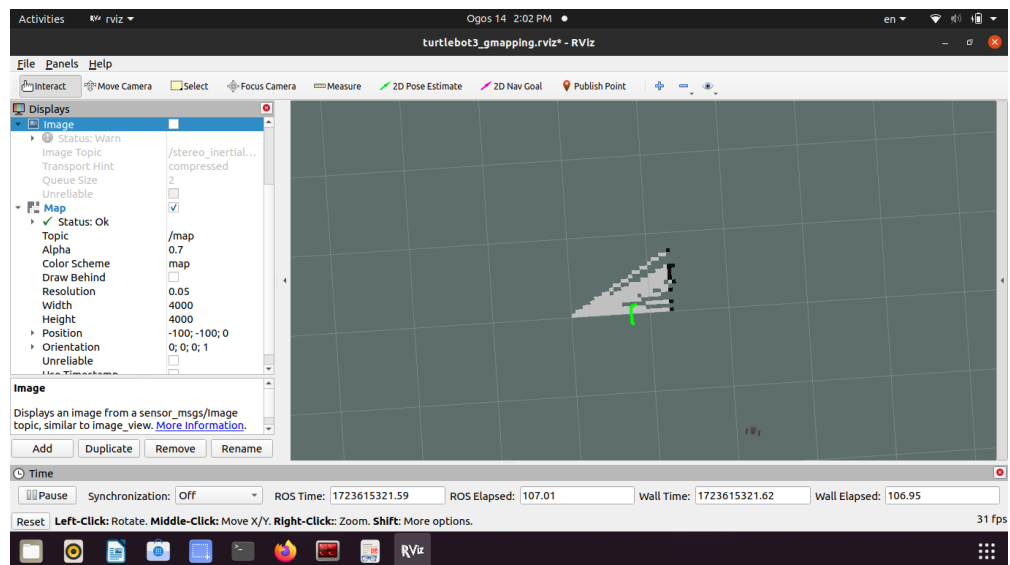 Activities RViz rviz Ogos 14 2:02 PM en
turtlebot3_gmapping.rviz* - RViz
File Panels Help
Interact Move Camera Select Focus Camera Measure 2D Pose Estimate 2D Nav Goal Publish Point
Displays
Image
Status: Warn
Image Topic /stereo_inertial...
Transport Hint compressed
Queue Size 2
Unreliable
Map
Status: Ok
Topic /map
Alpha 0.7
Color Scheme map
Draw Behind
Resolution 0.05
Width 4000
Height 4000
Position -100; -100; 0
Orientation 0; 0; 0; 1
Unreliable
Use Timestamp
Image
Displays an image from a sensor_msgs/Image
topic, similar to image_view. More Information.
Add Duplicate Remove Rename
Time
Pause Synchronization: Off ROS Time: 1723615321.59 ROS Elapsed: 107.01 Wall Time: 1723615321.62 Wall Elapsed: 106.95
Reset Left-Click: Rotate. Middle-Click: Move X/Y. Right-Click:: Zoom. Shift: More options. 31 fps
RViz